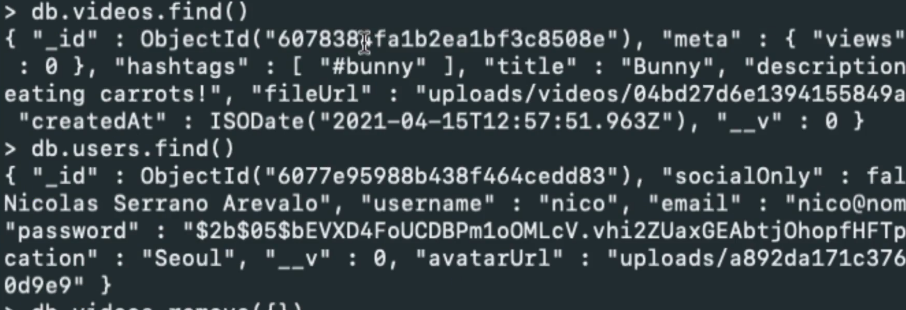 > db.videos.find()
{ "_id" : ObjectId("607838 fa1b2ea1bf3c8508e"), "meta" : { "views"
 : 0 }, "hashtags" : [ "#bunny" ], "title" : "Bunny", "description
eating carrots!", "fileUrl" : "uploads/videos/04bd27d6e1394155849a
 "createdAt" : ISODate("2021-04-15T12:57:51.963Z"), "__v" : 0 }
> db.users.find()
{ "_id" : ObjectId("6077e95988b438f464cedd83"), "socialOnly" : fal
Nicolas Serrano Arevalo", "username" : "nico", "email" : "nico@nom
"password" : "$2b$05$bEVXD4FoUCDBPm1oOMLcV.vhi2ZUaxGEAbtjOhopfHFTp
cation" : "Seoul", "__v" : 0, "avatarUrl" : "uploads/a892da171c376
0d9e9" }
> db.videos.remove({})